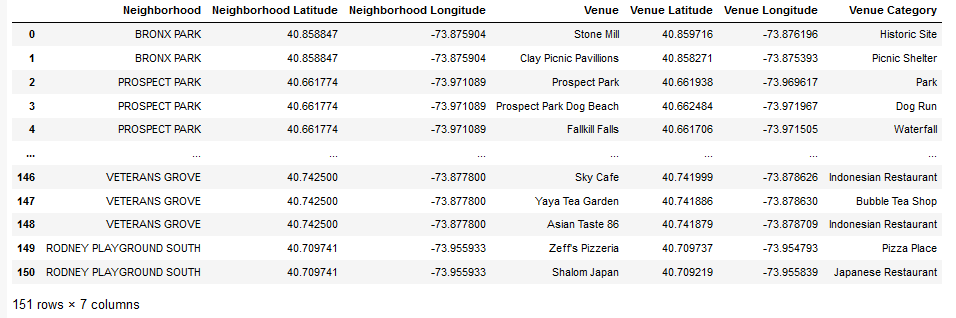 Neighborhood Neighborhood Latitude Neighborhood Longitude Venue Venue Latitude Venue Longitude Venue Category
0 BRONX PARK 40.858847 -73.875904 Stone Mill 40.859716 -73.876196 Historic Site
1 BRONX PARK 40.858847 -73.875904 Clay Picnic Pavillions 40.858271 -73.875393 Picnic Shelter
2 PROSPECT PARK 40.661774 -73.971089 Prospect Park 40.661938 -73.969617 Park
3 PROSPECT PARK 40.661774 -73.971089 Prospect Park Dog Beach 40.662484 -73.971967 Dog Run
4 PROSPECT PARK 40.661774 -73.971089 Fallkill Falls 40.661706 -73.971505 Waterfall
... ... ... ... ... ... ... ...
146 VETERANS GROVE 40.742500 -73.877800 Sky Cafe 40.741999 -73.878626 Indonesian Restaurant
147 VETERANS GROVE 40.742500 -73.877800 Yaya Tea Garden 40.741886 -73.878630 Bubble Tea Shop
148 VETERANS GROVE 40.742500 -73.877800 Asian Taste 86 40.741879 -73.878709 Indonesian Restaurant
149 RODNEY PLAYGROUND SOUTH 40.709741 -73.955933 Zeff's Pizzeria 40.709737 -73.954793 Pizza Place
150 RODNEY PLAYGROUND SOUTH 40.709741 -73.955933 Shalom Japan 40.709219 -73.955839 Japanese Restaurant
151 rows × 7 columns